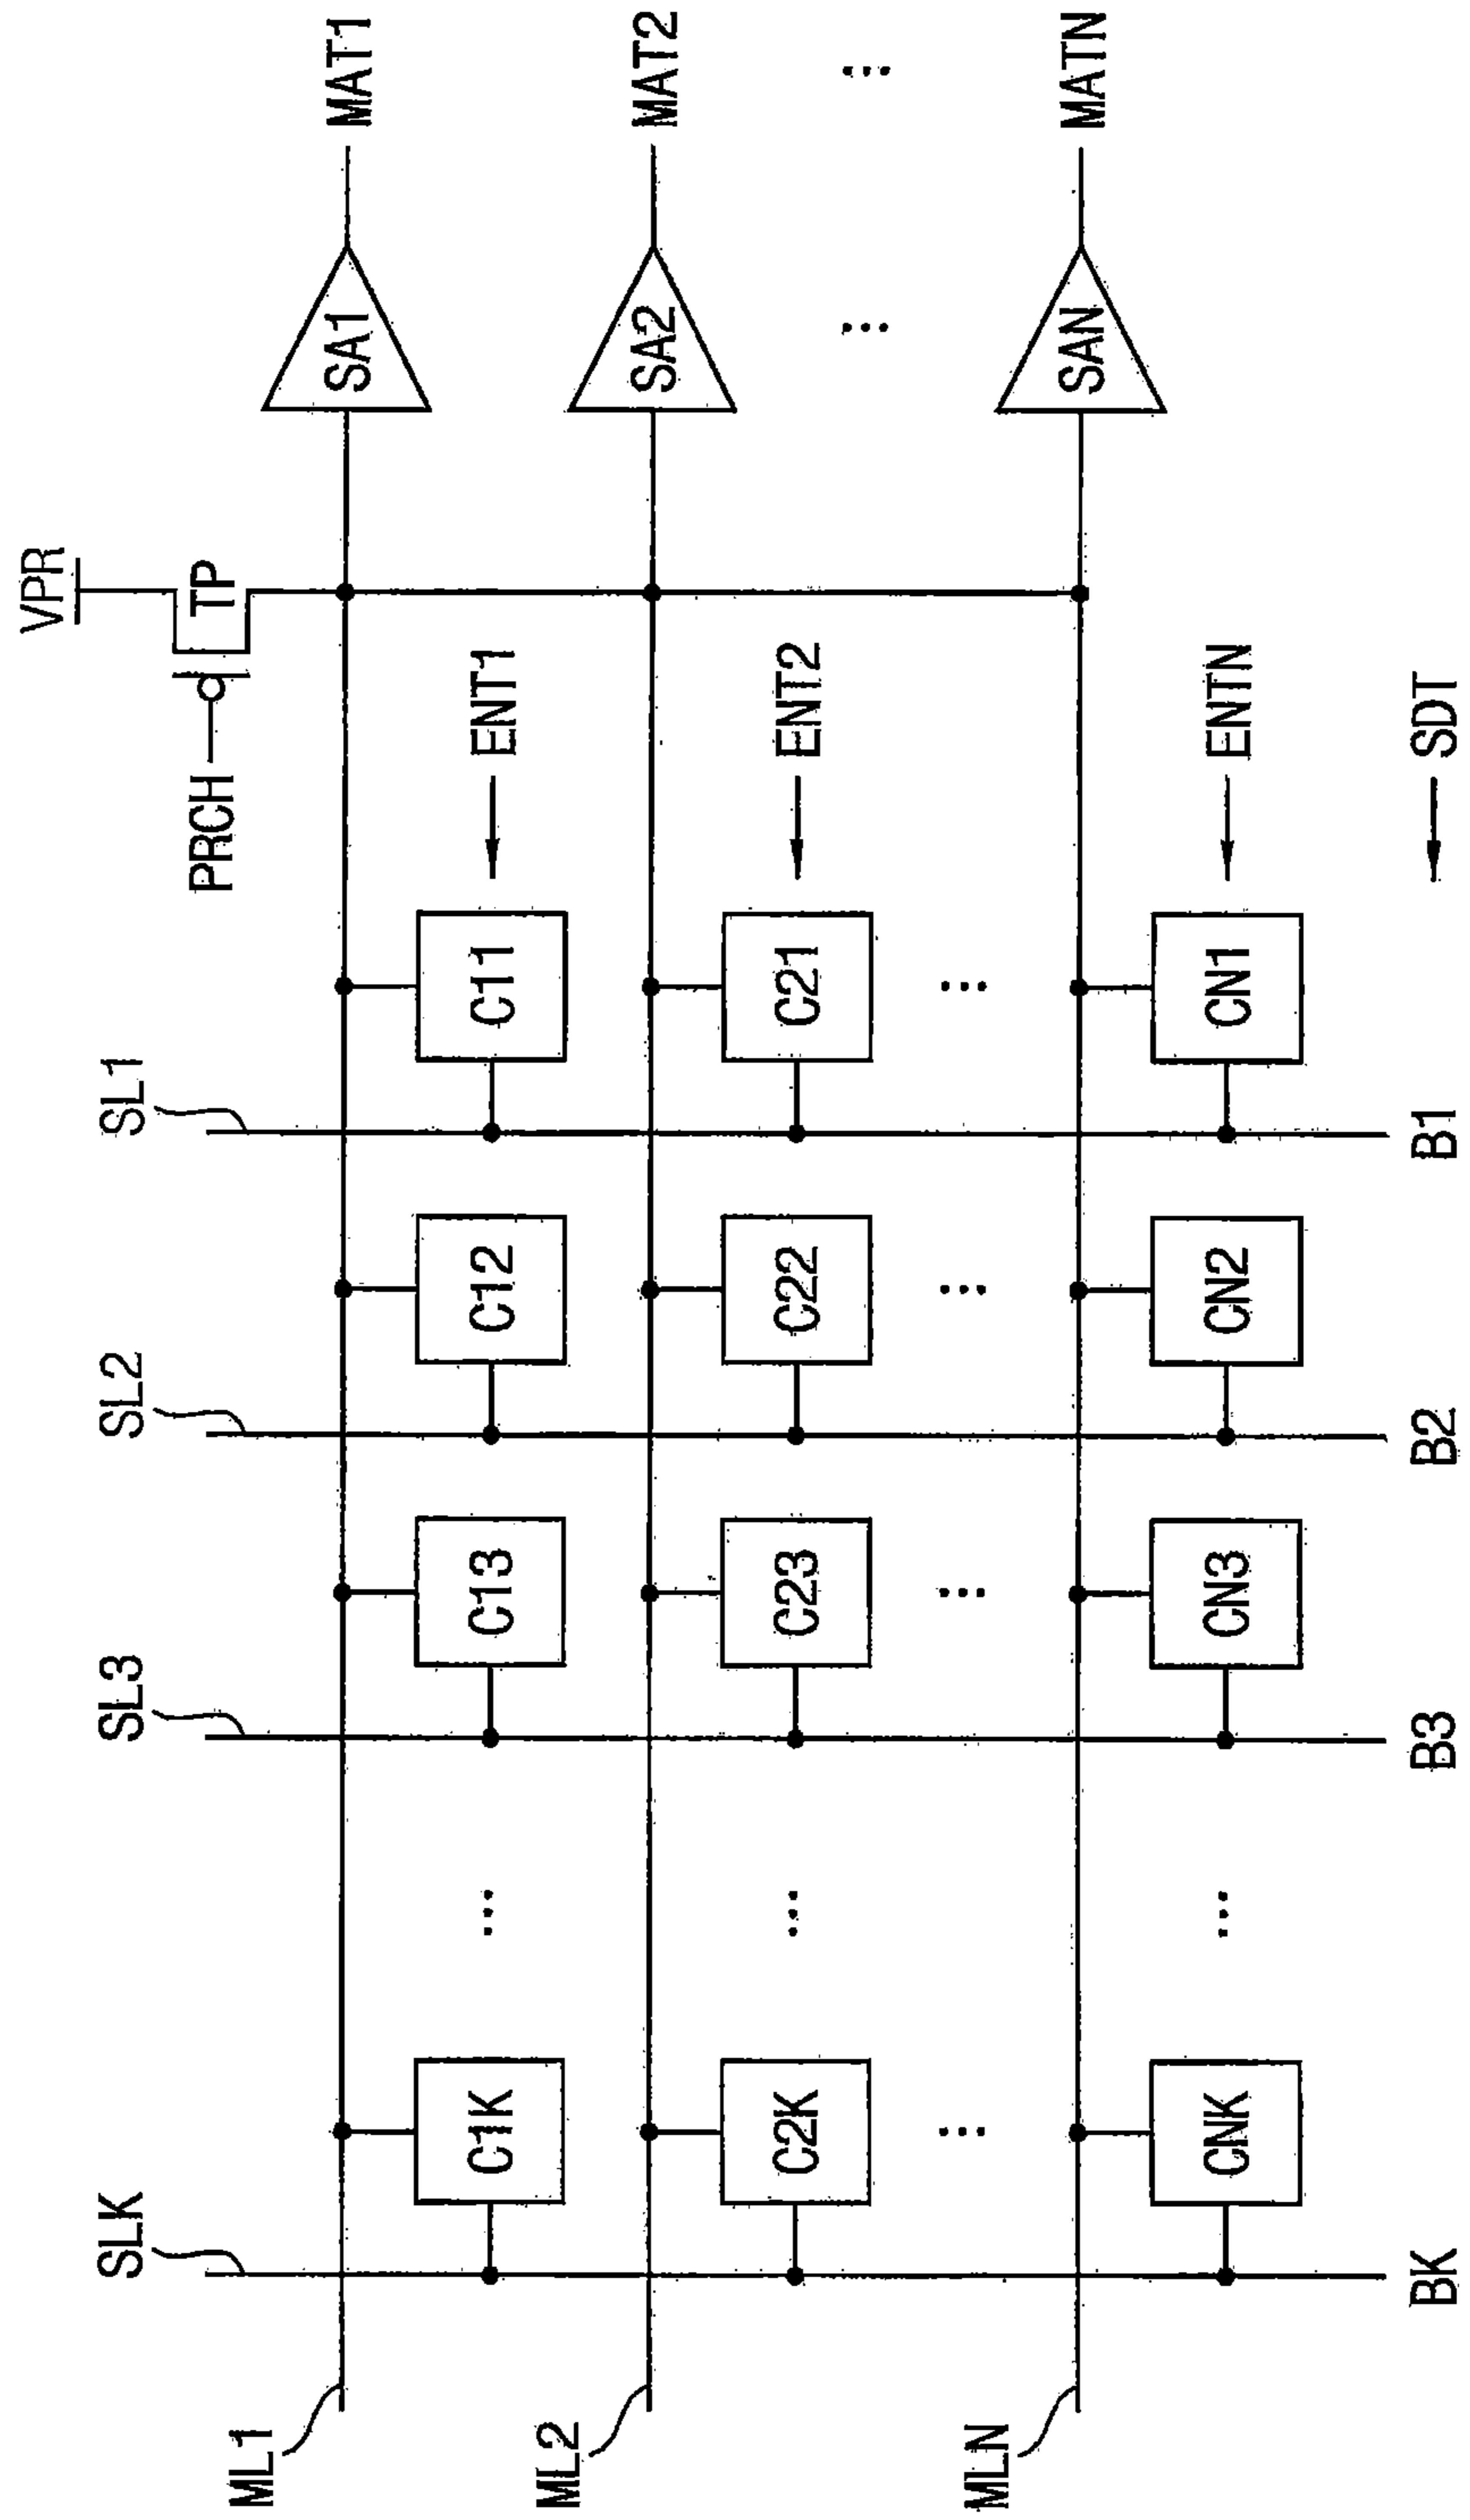 VPR
PRCH TP
SLK SL3 SL2 SL1
ML1 SA1 MAT1
C1K ... C13 C12 C11 ENT1
ML2 SA2 MAT2
C2K ... C23 C22 C21 ENT2
... ... ... ... ... ...
MLN SAN MATN
CNK ... CN3 CN2 CN1 ENTN
BK B3 B2 B1 SDT